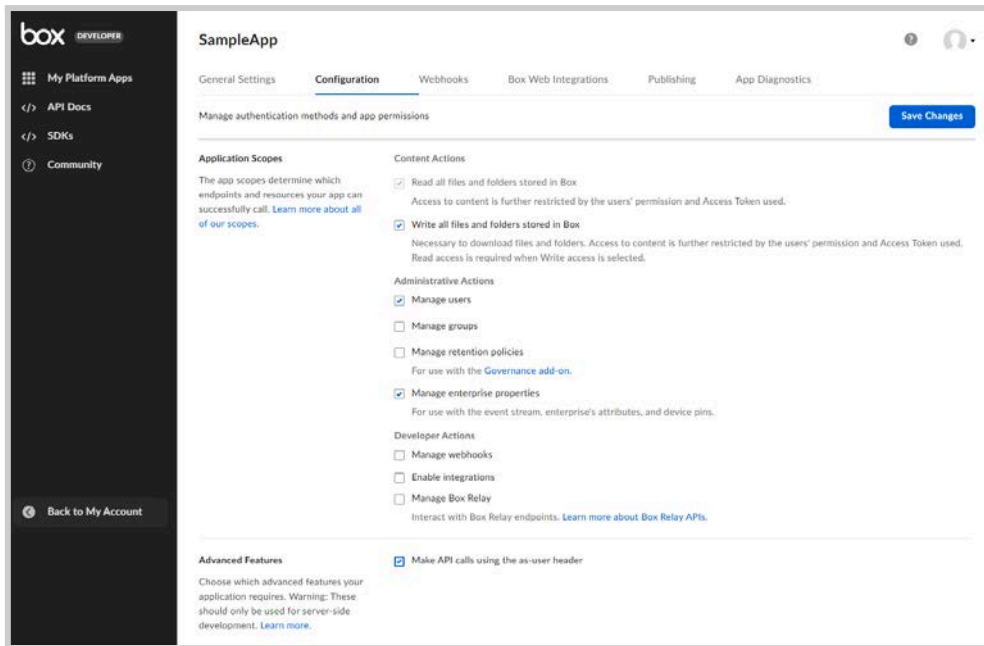 box DEVELOPER
My Platform Apps
</> API Docs
</> SDKs
Community
Back to My Account
SampleApp
General Settings Configuration Webhooks Box Web Integrations Publishing App Diagnostics
Manage authentication methods and app permissions Save Changes
Application Scopes
The app scopes determine which
endpoints and resources your app can
successfully call. Learn more about all
of our scopes.
Content Actions
Read all files and folders stored in Box
Access to content is further restricted by the users' permission and Access Token used.
Write all files and folders stored in Box
Necessary to download files and folders. Access to content is further restricted by the users' permission and Access Token used.
Read access is required when Write access is selected.
Administrative Actions
Manage users
Manage groups
Manage retention policies
For use with the Governance add-on.
Manage enterprise properties
For use with the event stream, enterprise's attributes, and device pins.
Developer Actions
Manage webhooks
Enable integrations
Manage Box Relay
Interact with Box Relay endpoints. Learn more about Box Relay APIs.
Advanced Features
Choose which advanced features your
application requires. Warning: These
should only be used for server-side
development. Learn more.
Make API calls using the as-user header